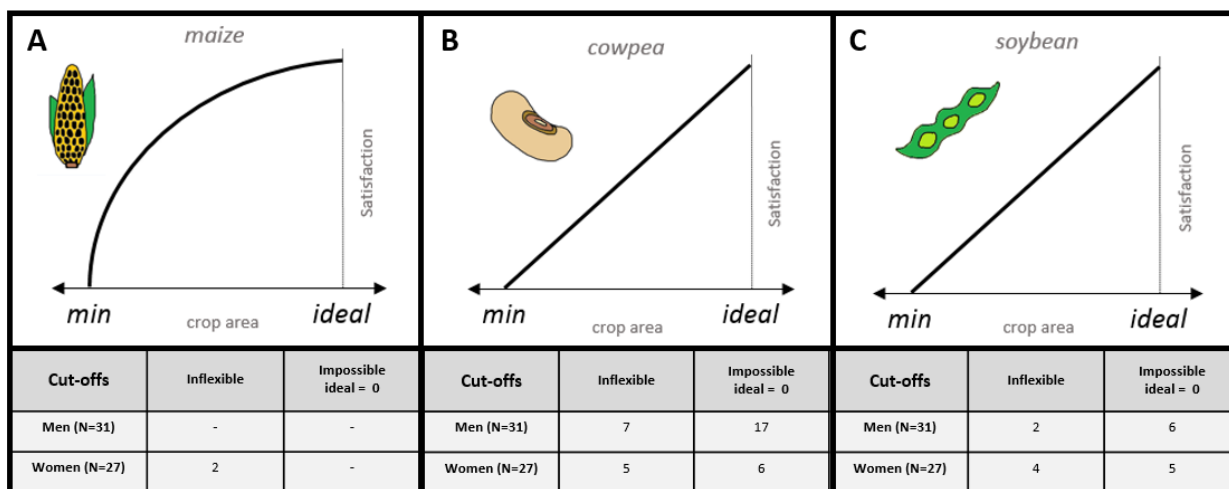 A
maize
Satisfaction
min
ideal
crop area
Cut-offs
Inflexible
Impossible
ideal = 0
Men (N=31)
-
-
Women (N=27)
2
-
B
cowpea
Satisfaction
min
ideal
crop area
Cut-offs
Inflexible
Impossible
ideal = 0
Men (N=31)
7
17
Women (N=27)
5
6
C
soybean
Satisfaction
min
ideal
crop area
Cut-offs
Inflexible
Impossible
ideal = 0
Men (N=31)
2
6
Women (N=27)
4
5